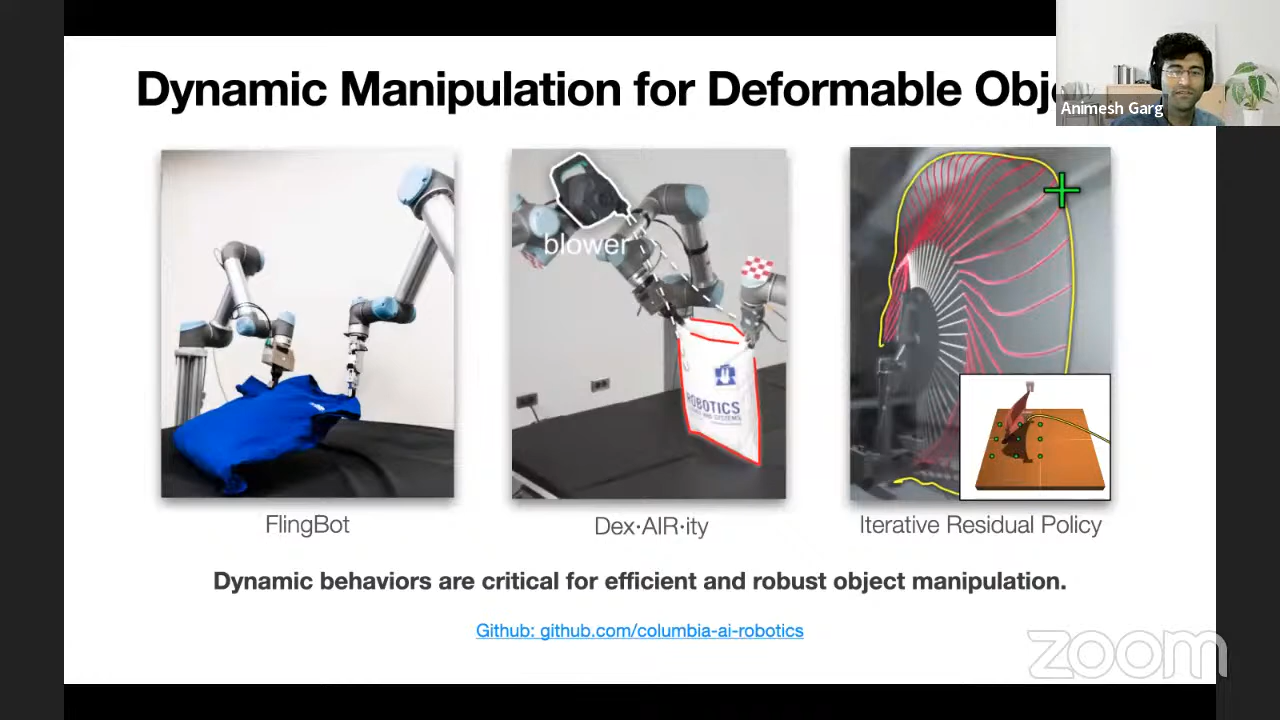 Dynamic Manipulation for Deformable Obj
Animesh Garg
blower
ROBOTICS
FlingBot
Dex·AIR·ity
Iterative Residual Policy
Dynamic behaviors are critical for efficient and robust object manipulation.
Github: github.com/columbia-ai-robotics
zoom